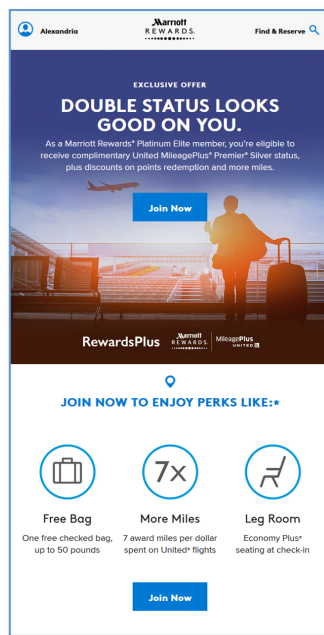 Alexandria
Marriott
REWARDS.
Find & Reserve
EXCLUSIVE OFFER
DOUBLE STATUS LOOKS
GOOD ON YOU.
As a Marriott Rewards® Platinum Elite member, you're eligible to
receive complimentary United MileagePlus® Premier® Silver status,
plus discounts on points redemption and more miles.
Join Now
RewardsPlus
Marriott
REWARDS.
MileagePlus
UNITED
JOIN NOW TO ENJOY PERKS LIKE:*
7x
Free Bag
One free checked bag,
up to 50 pounds
More Miles
7 award miles per dollar
spent on United® flights
Leg Room
Economy Plus®
seating at check-in
Join Now